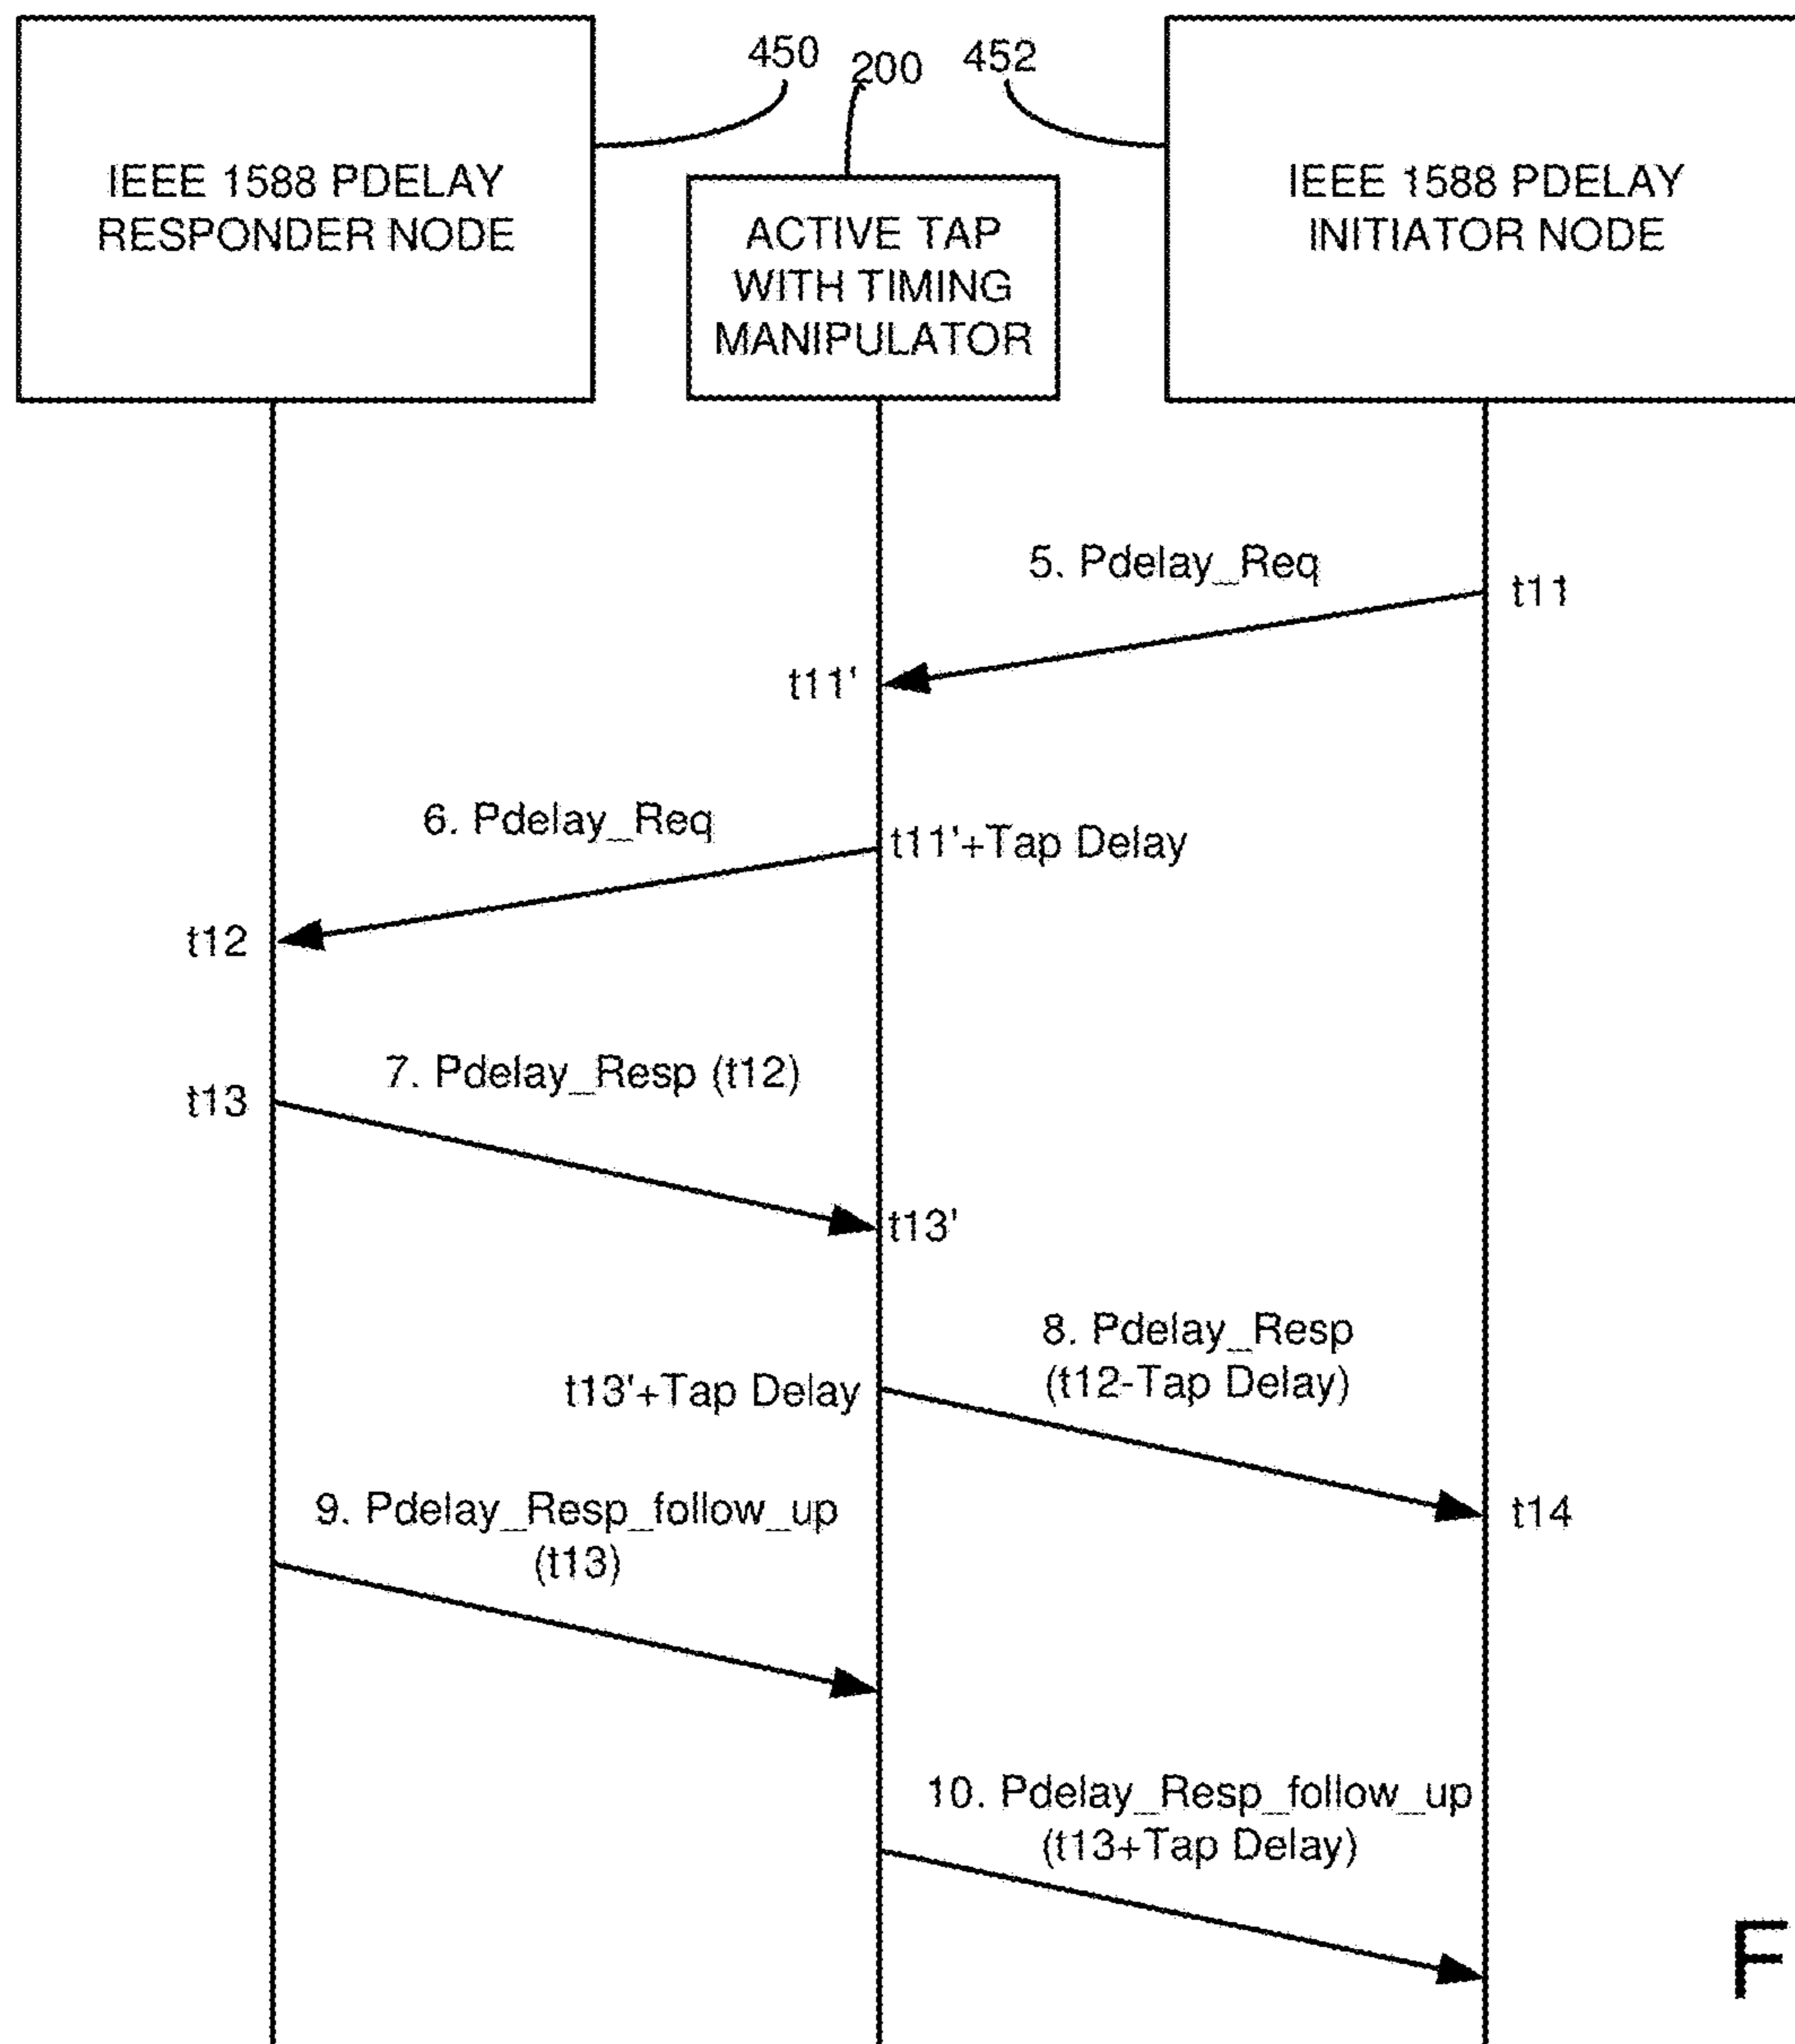 450
200
452
IEEE 1588 PDELAY
RESPONDER NODE
ACTIVE TAP
WITH TIMING
MANIPULATOR
IEEE 1588 PDELAY
INITIATOR NODE
5. Pdelay_Req
t11
t11'
6. Pdelay_Req
t11'+Tap Delay
t12
7. Pdelay_Resp (t12)
t13
t13'
8. Pdelay_Resp
(t12-Tap Delay)
t13'+Tap Delay
t14
9. Pdelay_Resp_follow_up
(t13)
10. Pdelay_Resp_follow_up
(t13+Tap Delay)
F